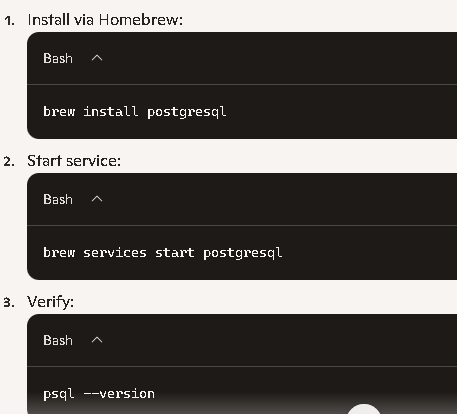 1. Install via Homebrew:
Bash
brew install postgresql
2. Start service:
Bash
brew services start postgresql
3. Verify:
Bash
psql --version